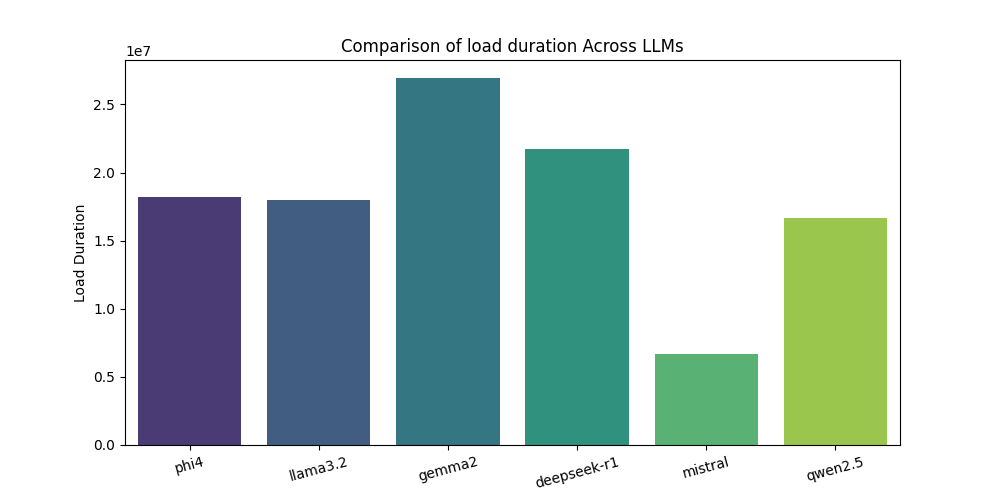 Comparison of load duration Across LLMs
1e7
Load Duration
2.5
2.0
1.5
1.0
0.5
0.0
phi4
llama3.2
gemma2
deepseek-r1
mistral
qwen2.5